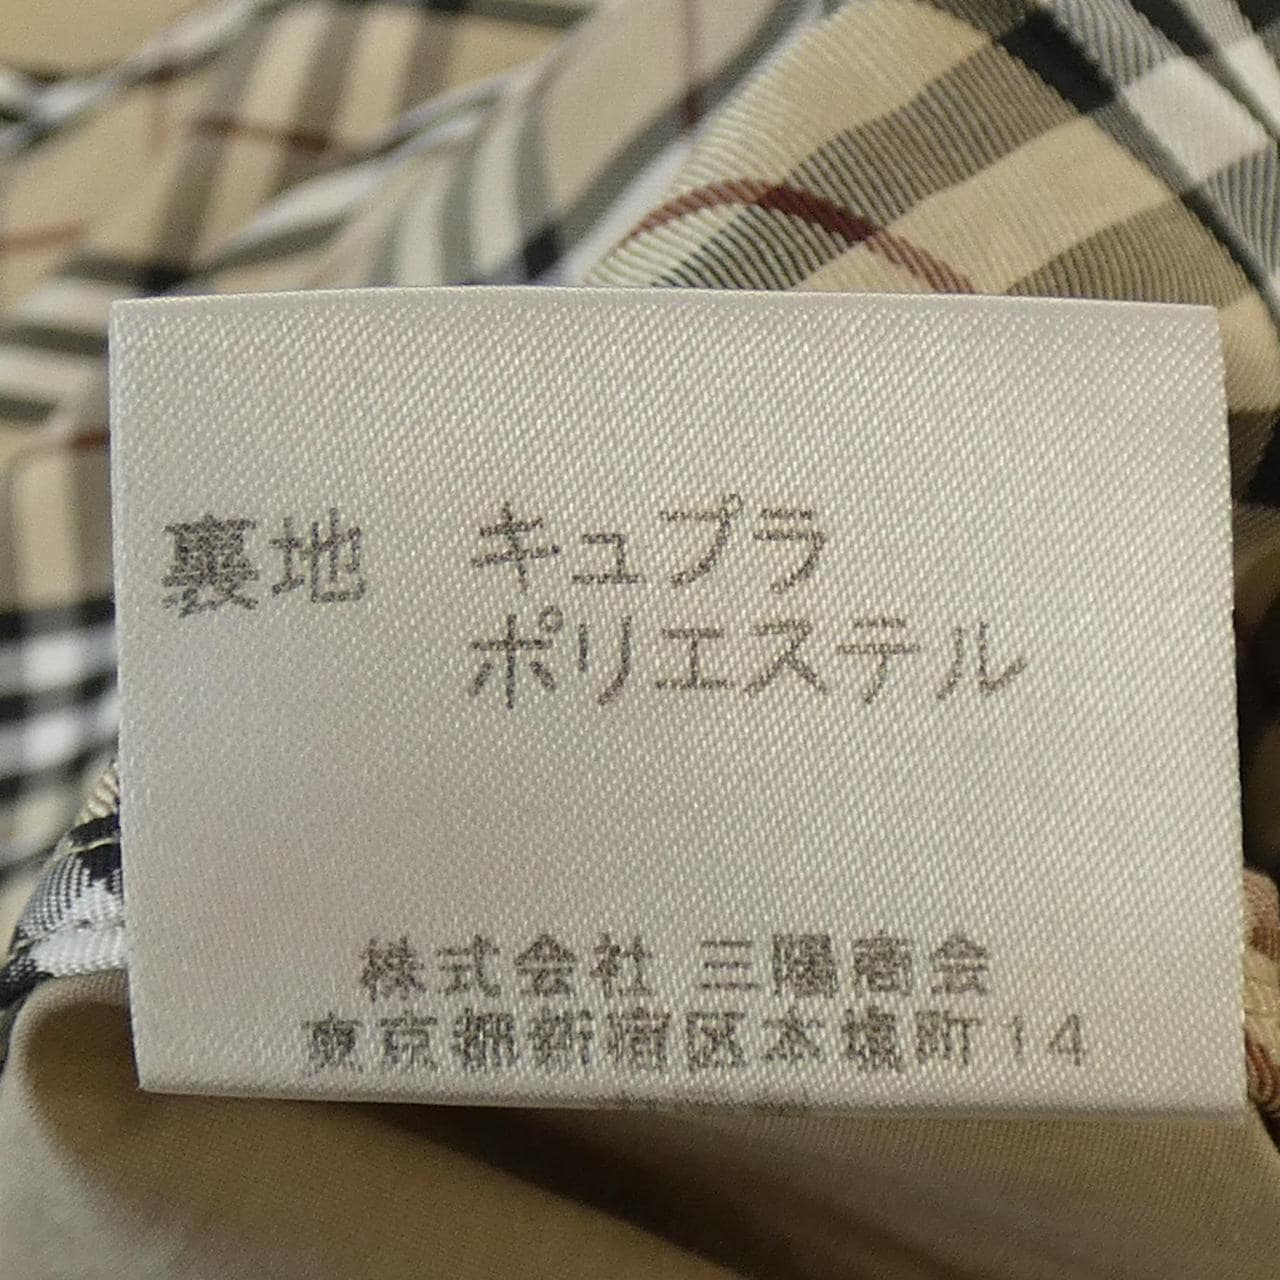 裏地 キュプラ
ポリエステル
株式会社 三陽商会
東京都新宿区本塩町14